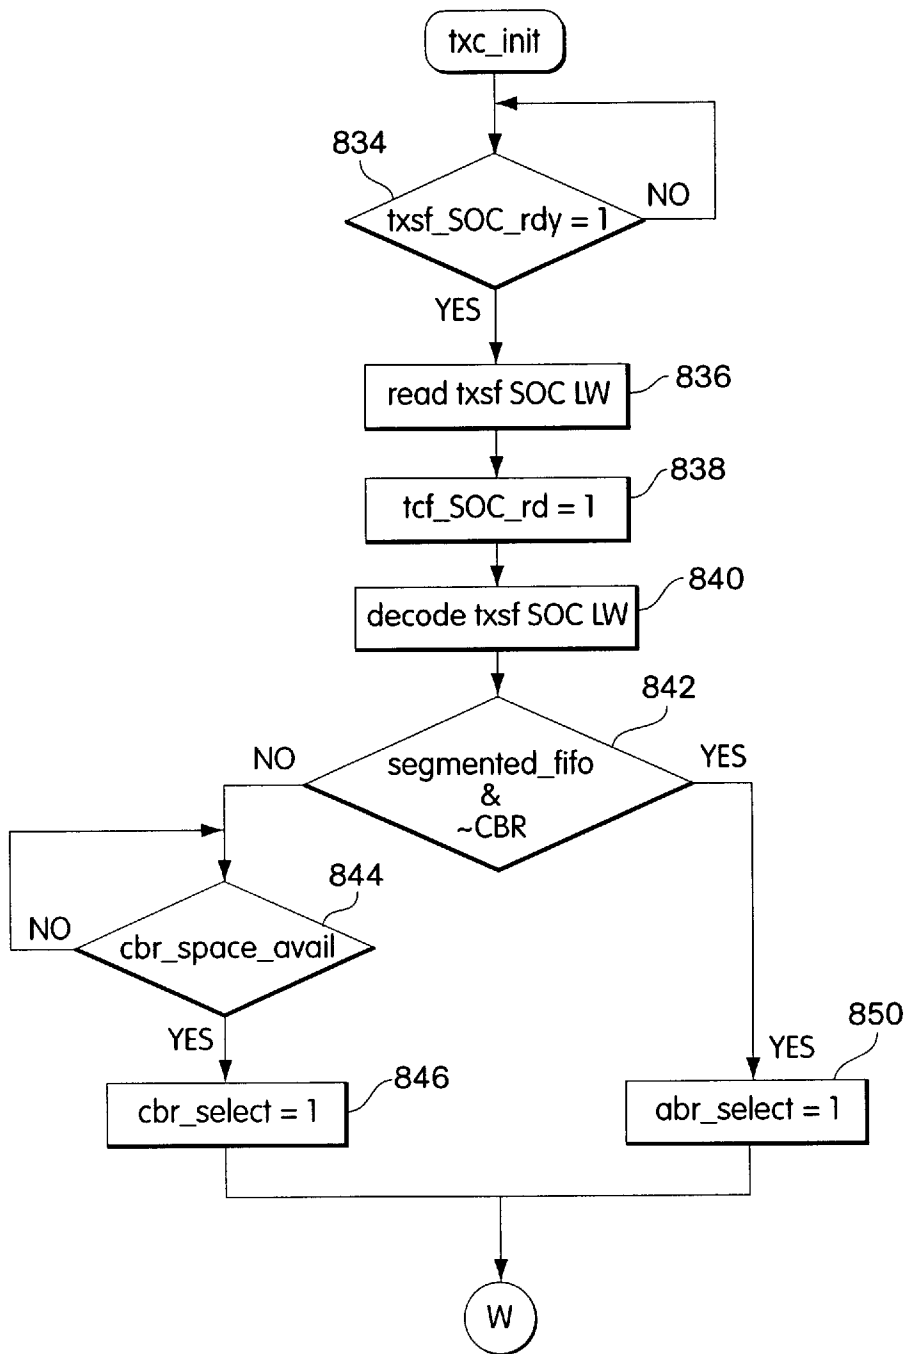 txc_init
834
txsf_SOC_rdy = 1
NO
YES
read txsf SOC LW
836
tcf_SOC_rd = 1
838
decode txsf SOC LW
840
842
NO
segmented_fifo
&
~CBR
YES
844
NO
cbr_space_avail
YES
YES
850
cbr_select = 1
846
abr_select = 1
W